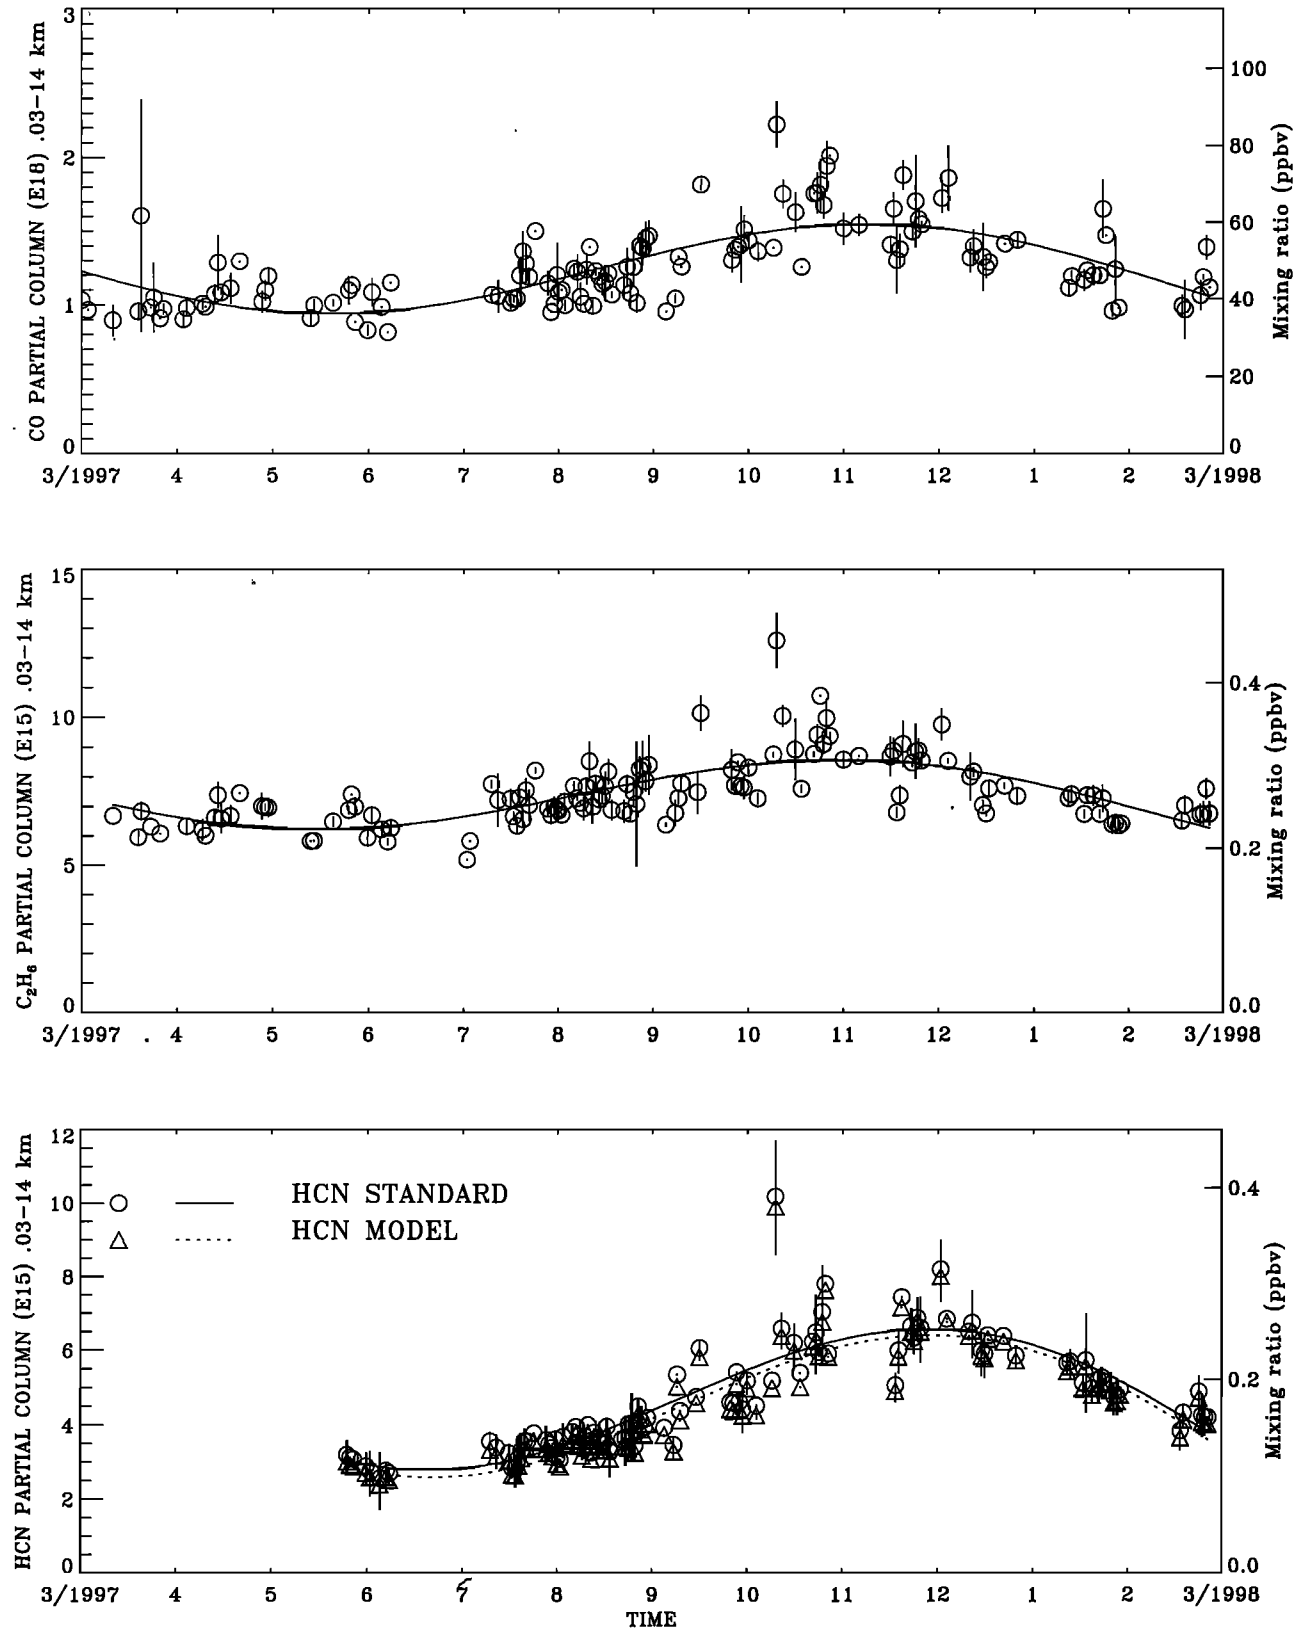 CO PARTIAL COLUMN (E18) .03-14 km
3
2
1
0
100
80
60
40
20
0
Mixing ratio (ppbv)
3/1997 4 5 6 7 8 9 10 11 12 1 2 3/1998
C₂H₆ PARTIAL COLUMN (E15) .03-14 km
15
10
5
0
0.4
0.2
0.0
Mixing ratio (ppbv)
3/1997 4 5 6 7 8 9 10 11 12 1 2 3/1998
HCN PARTIAL COLUMN (E15) .03-14 km
12
10
8
6
4
2
0
HCN STANDARD
HCN MODEL
0.4
0.2
0.0
Mixing ratio (ppbv)
3/1997 4 5 6 7 8 9 10 11 12 1 2 3/1998
TIME